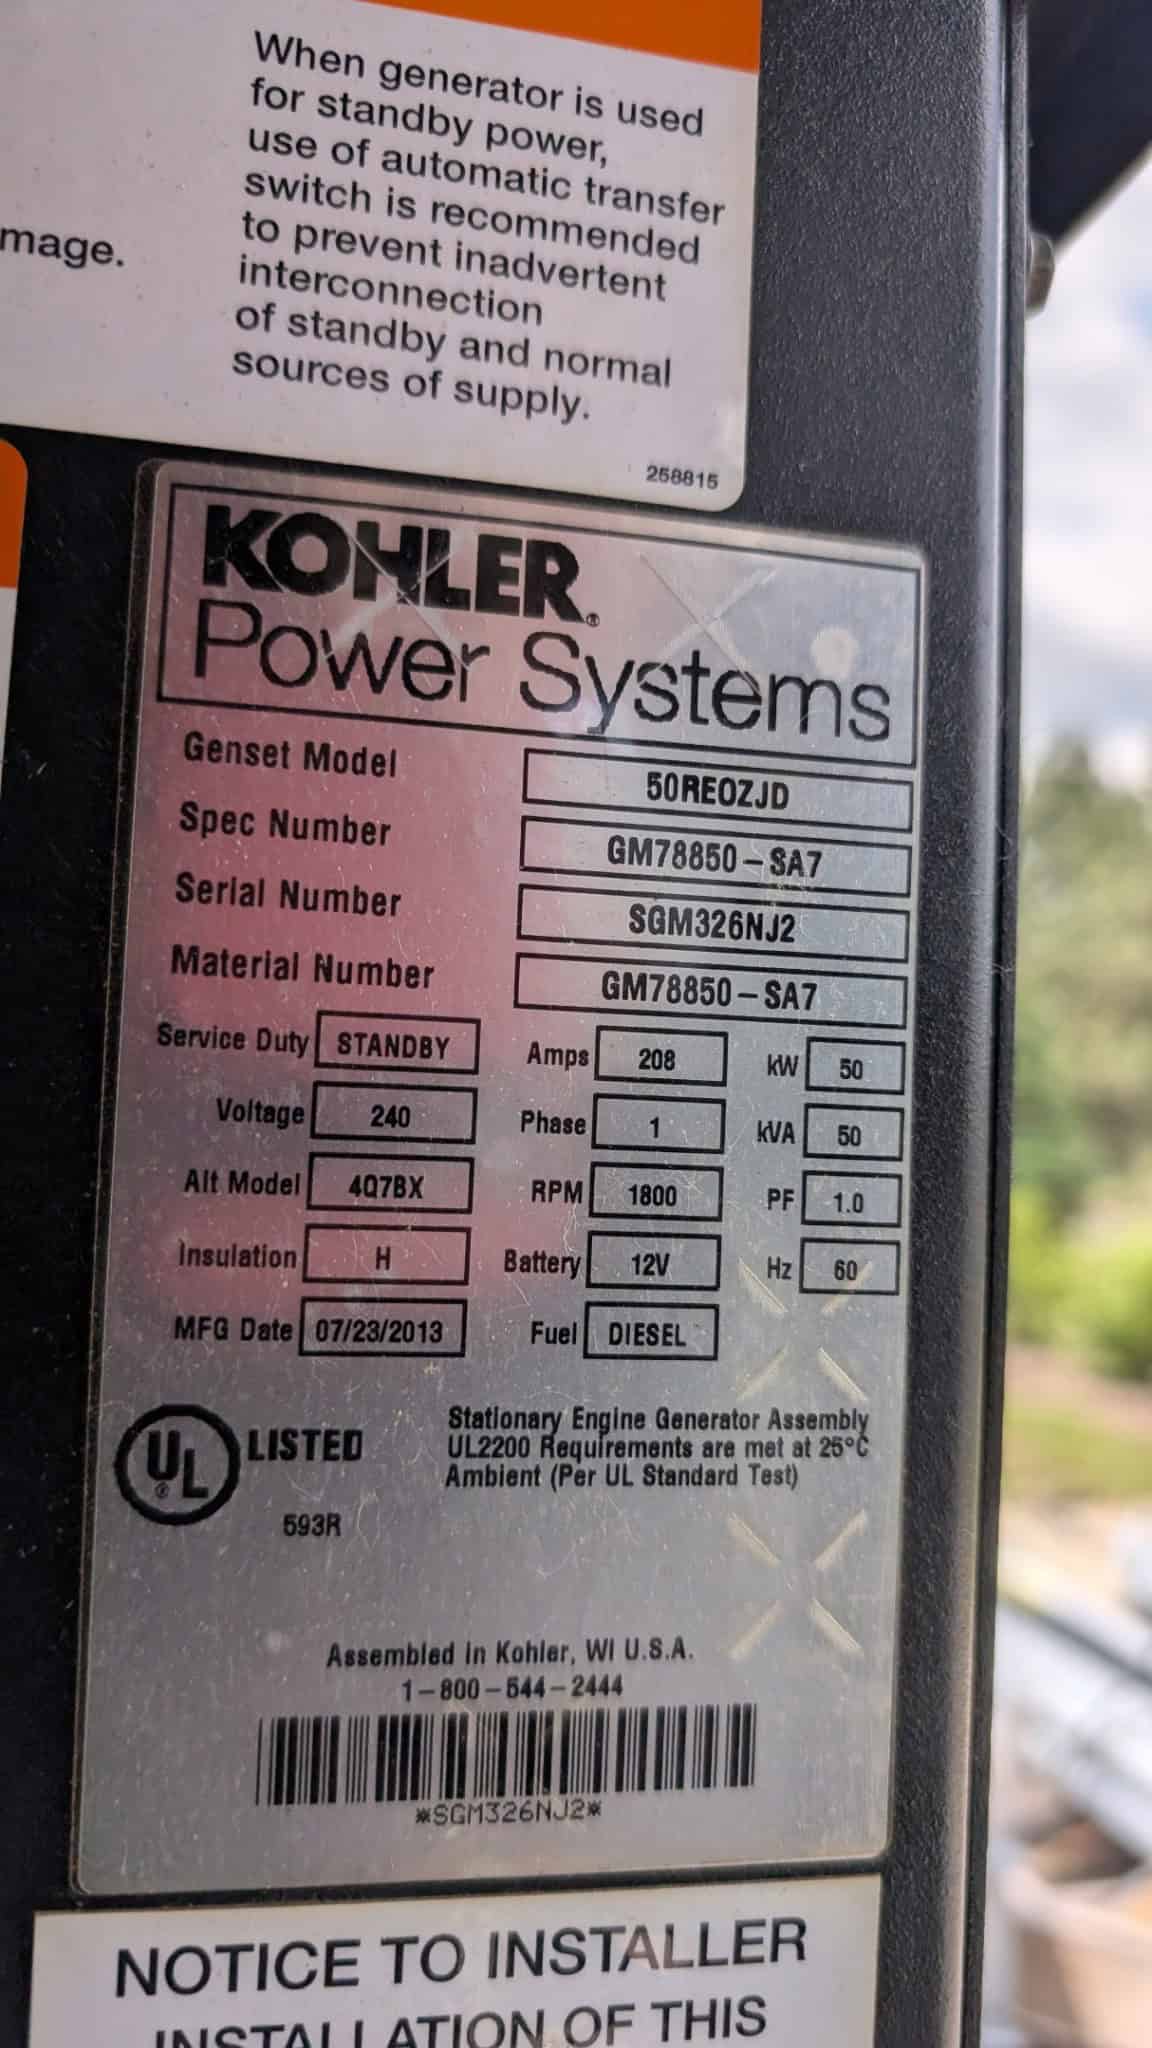 When generator is used
for standby power,
use of automatic transfer
switch is recommended
to prevent inadvertent
interconnection
of standby and normal
sources of supply.
mage.
258815
KOHLER®
Power Systems
Genset Model 50REOZJD
Spec Number GM78850-SA7
Serial Number SGM326NJ2
Material Number GM78850-SA7
Service Duty STANDBY Amps 208 kW 50
Voltage 240 Phase 1 kVA 50
Alt Model 4Q7BX RPM 1800 PF 1.0
Insulation H Battery 12V Hz 60
MFG Date 07/23/2013 Fuel DIESEL
UL® LISTED
593R
Stationary Engine Generator Assembly
UL2200 Requirements are met at 25°C
Ambient (Per UL Standard Test)
Assembled in Kohler, WI U.S.A.
1-800-544-2444
*SGM326NJ2*
NOTICE TO INSTALLER
INSTALLATION OF THIS